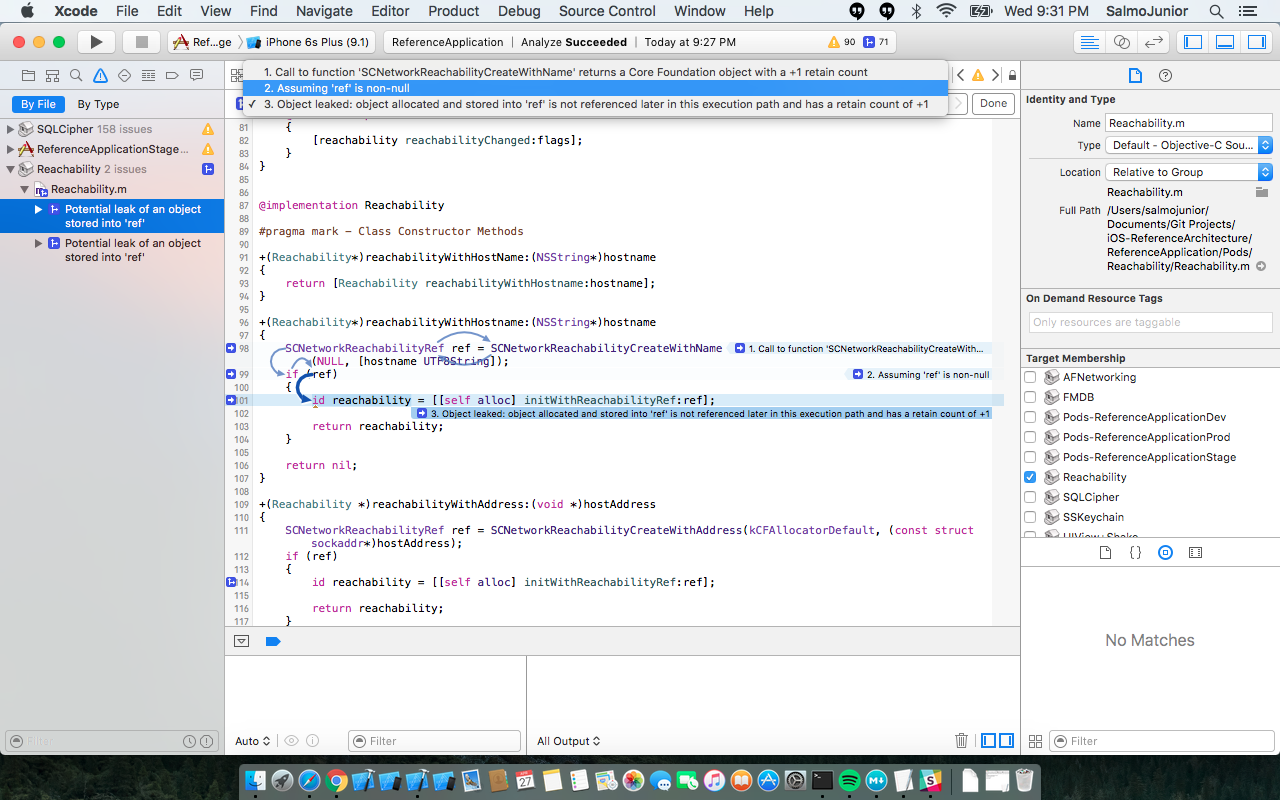 Xcode File Edit View Find Navigate Editor Product Debug Source Control Window Help Wed 9:31 PM SalmoJunior
Ref...ge iPhone 6s Plus (9.1) ReferenceApplication | Analyze Succeeded | Today at 9:27 PM 90 71
1. Call to function 'SCNetworkReachabilityCreateWithName' returns a Core Foundation object with a +1 retain count
2. Assuming 'ref' is non-null
✓ 3. Object leaked: object allocated and stored into 'ref' is not referenced later in this execution path and has a retain count of +1
Done
By File By Type
SQLCipher 158 issues
ReferenceApplicationStage...
Reachability 2 issues
Reachability.m
Potential leak of an object
stored into 'ref'
Potential leak of an object
stored into 'ref'
Filter
81 {
82 [reachability reachabilityChanged:flags];
83 }
84 }
85
86
87 @implementation Reachability
88
89 #pragma mark - Class Constructor Methods
90
91 +(Reachability*)reachabilityWithHostName:(NSString*)hostname
92 {
93 return [Reachability reachabilityWithHostname:hostname];
94 }
95
96 +(Reachability*)reachabilityWithHostname:(NSString*)hostname
97 {
98 SCNetworkReachabilityRef ref = SCNetworkReachabilityCreateWithName 1. Call to function 'SCNetworkReachabilityCreateWith...
(NULL, [hostname UTF8String]);
99 if (ref) 2. Assuming 'ref' is non-null
100 {
101 id reachability = [[self alloc] initWithReachabilityRef:ref];
102 3. Object leaked: object allocated and stored into 'ref' is not referenced later in this execution path and has a retain count of +1
103 return reachability;
104 }
105
106 return nil;
107 }
108
109 +(Reachability *)reachabilityWithAddress:(void *)hostAddress
110 {
111 SCNetworkReachabilityRef ref = SCNetworkReachabilityCreateWithAddress(kCFAllocatorDefault, (const struct
sockaddr*)hostAddress);
112 if (ref)
113 {
14 id reachability = [[self alloc] initWithReachabilityRef:ref];
115
116 return reachability;
117 }
Auto Filter All Output
Identity and Type
Name Reachability.m
Type Default - Objective-C Sou...
Location Relative to Group
Reachability.m
Full Path /Users/salmojunior/
Documents/Git Projects/
iOS-ReferenceArchitecture/
ReferenceApplication/Pods/
Reachability/Reachability.m
On Demand Resource Tags
Only resources are taggable
Target Membership
AFNetworking
FMDB
Pods-ReferenceApplicationDev
Pods-ReferenceApplicationProd
Pods-ReferenceApplicationStage
Reachability
SQLCipher
SSKeychain
UIView+Shake
{}
No Matches
Filter
APR
27